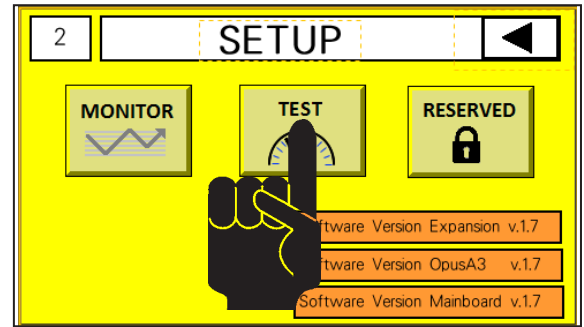 2 SETUP
MONITOR TEST RESERVED
ftware Version Expansion v.1.7
ftware Version OpusA3 v.1.7
Software Version Mainboard v.1.7